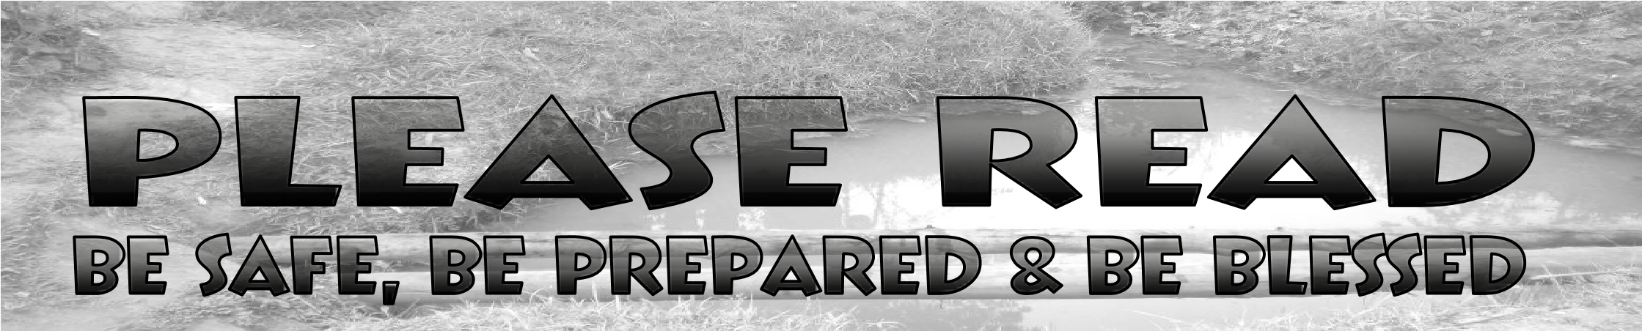 PLEASE READ
BE SAFE, BE PREPARED & BE BLESSED